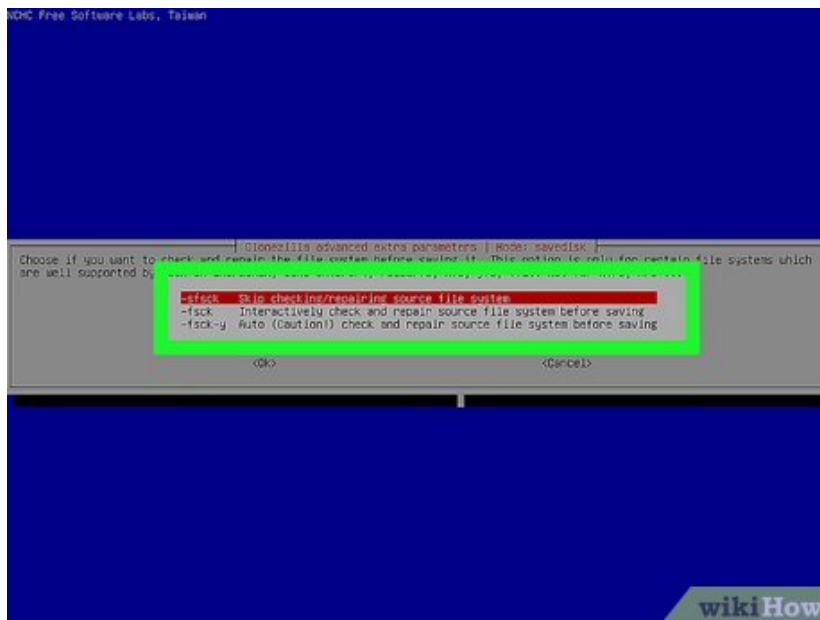 NCHC Free Software Labs, Taiwan
Clonezilla advanced extra parameters | Mode: savedisk
Choose if you want to check and repair the file system before saving it. This option is only for certain file systems which
are well supported by
-sfsck Skip checking/repairing source file system
-fsck Interactively check and repair source file system before saving
-fsck-y Auto (Caution!) check and repair source file system before saving
<Ok> <Cancel>
wikiHow